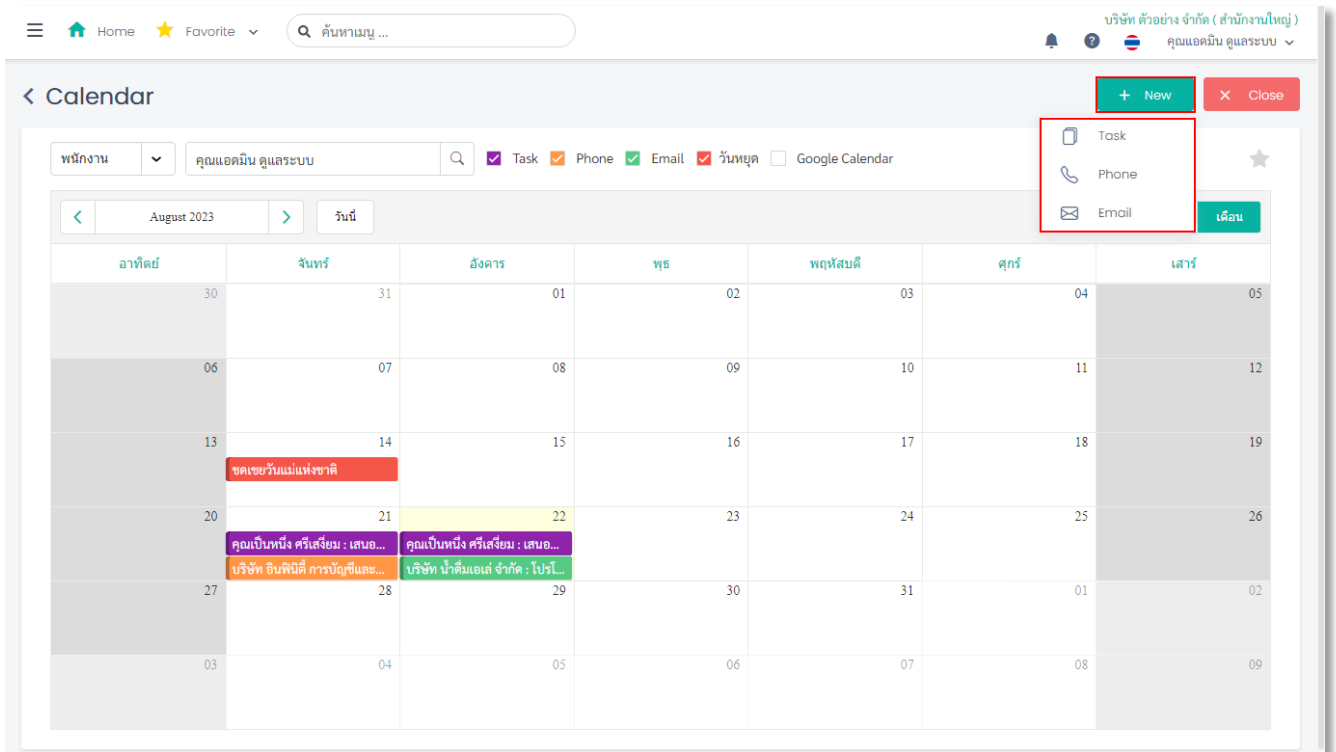 Home Favorite ค้นหาเมนู ...
บริษัท ตัวอย่าง จำกัด ( สำนักงานใหญ่ )
คุณแอดมิน ดูแลระบบ
Calendar
+ New × Close
Task
Phone
Email
พนักงาน คุณแอดมิน ดูแลระบบ Task Phone Email วันหยุด Google Calendar
August 2023 วันนี้ เดือน
อาทิตย์ จันทร์ อังคาร พุธ พฤหัสบดี ศุกร์ เสาร์
30 31 01 02 03 04 05
06 07 08 09 10 11 12
13 14 15 16 17 18 19
ชดเชยวันแม่แห่งชาติ
20 21 22 23 24 25 26
คุณเป็นหนึ่ง ศรีเสงี่ยม : เสนอ... คุณเป็นหนึ่ง ศรีเสงี่ยม : เสนอ...
บริษัท อินฟินิตี้ การบัญชีและ... บริษัท น้ำดื่มเอเล่ จำกัด : โปรโ...
27 28 29 30 31 01 02
03 04 05 06 07 08 09